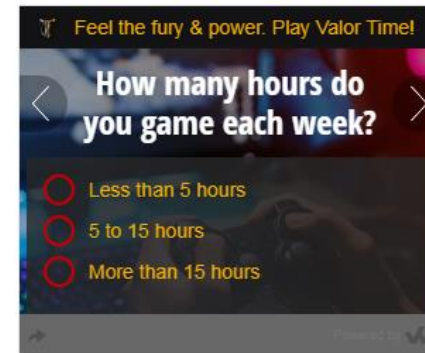 Feel the fury & power. Play Valor Time!
How many hours do
you game each week?
Less than 5 hours
5 to 15 hours
More than 15 hours
Powered by